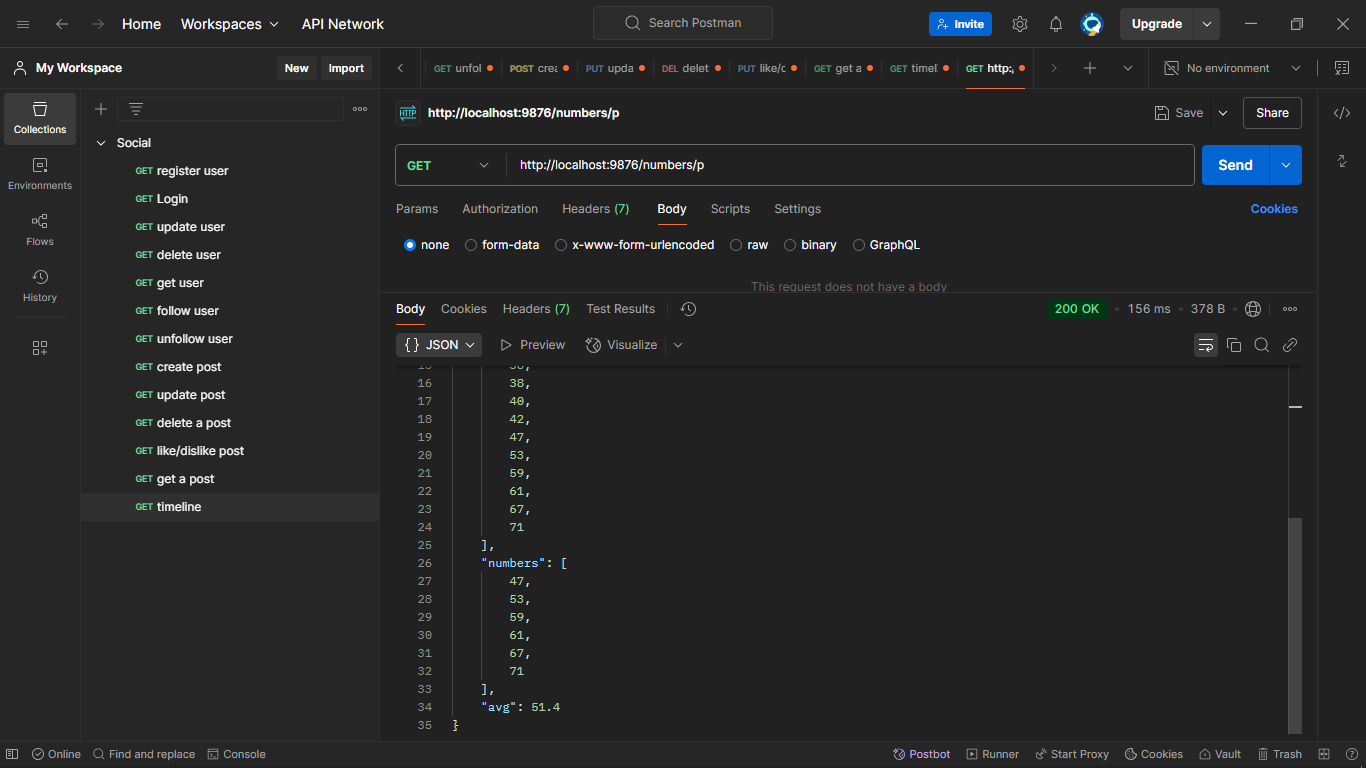 Home Workspaces API Network Search Postman Invite Upgrade
My Workspace New Import GET unfol POST crea PUT upda DEL delet PUT like/c GET get a GET timel GET http:, No environment
Collections
Environments
Flows
History
Social
GET register user
GET Login
GET update user
GET delete user
GET get user
GET follow user
GET unfollow user
GET create post
GET update post
GET delete a post
GET like/dislike post
GET get a post
GET timeline
HTTP http://localhost:9876/numbers/p Save Share
GET http://localhost:9876/numbers/p Send
Params Authorization Headers (7) Body Scripts Settings Cookies
none form-data x-www-form-urlencoded raw binary GraphQL
This request does not have a body
Body Cookies Headers (7) Test Results 200 OK 156 ms 378 B
{} JSON Preview Visualize
16 38,
17 40,
18 42,
19 47,
20 53,
21 59,
22 61,
23 67,
24 71
25 ],
26 "numbers": [
27 47,
28 53,
29 59,
30 61,
31 67,
32 71
33 ],
34 "avg": 51.4
35 }
Online Find and replace Console Postbot Runner Start Proxy Cookies Vault Trash